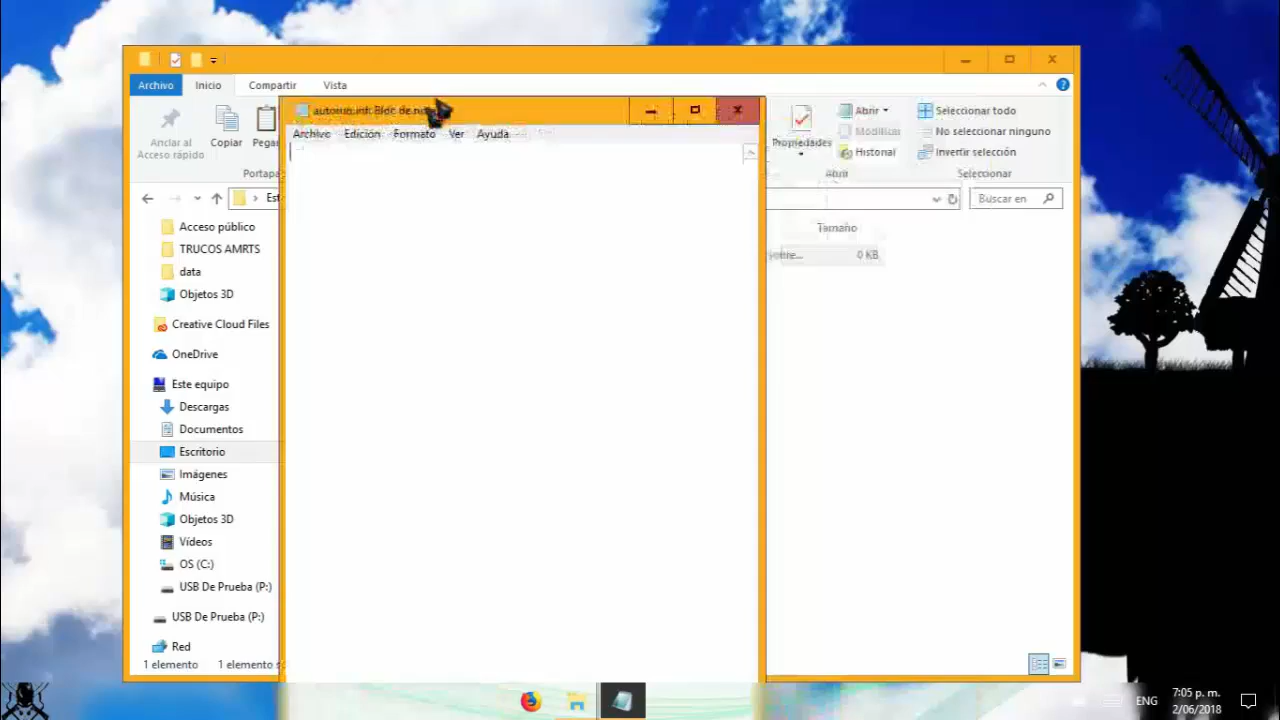 Archivo Inicio Compartir Vista
autorun.inf: Bloc de notas
Archivo Edición Formato Ver Ayuda
Anclar al
Acceso rápido
Copiar
Propiedades
Abrir
Modificar
Historial
Abrir
Seleccionar todo
No seleccionar ninguno
Invertir selección
Seleccionar
Buscar en
Tamaño
0 KB
Acceso público
TRUCOS AMRTS
data
Objetos 3D
Creative Cloud Files
OneDrive
Este equipo
Descargas
Documentos
Escritorio
Imágenes
Música
Objetos 3D
Vídeos
OS (C:)
USB De Prueba (P:)
USB De Prueba (P:)
Red
1 elemento 1 elemento
ENG
7:05 p. m.
2/06/2018